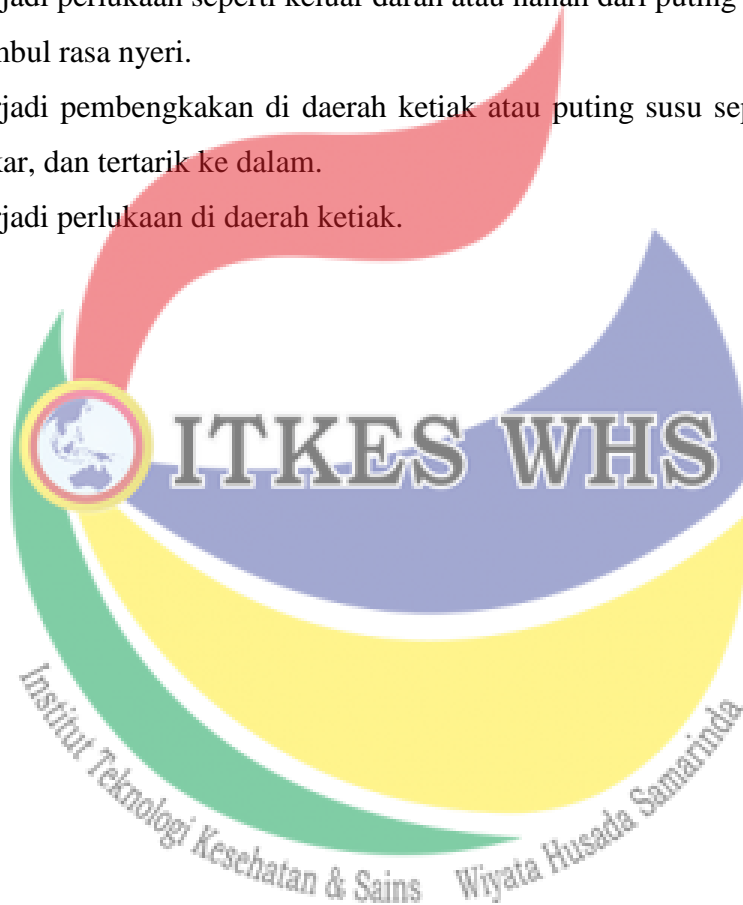 jadi perlukaan seperti keluar darah atau nanah dari puting
mbul rasa nyeri.
jadi pembengkakan di daerah ketiak atau puting susu sep
kar, dan tertarik ke dalam.
jadi perlukaan di daerah ketiak.
ITKES WHS
Institut Teknologi Kesehatan & Sains Wiyata Husada Samarinda